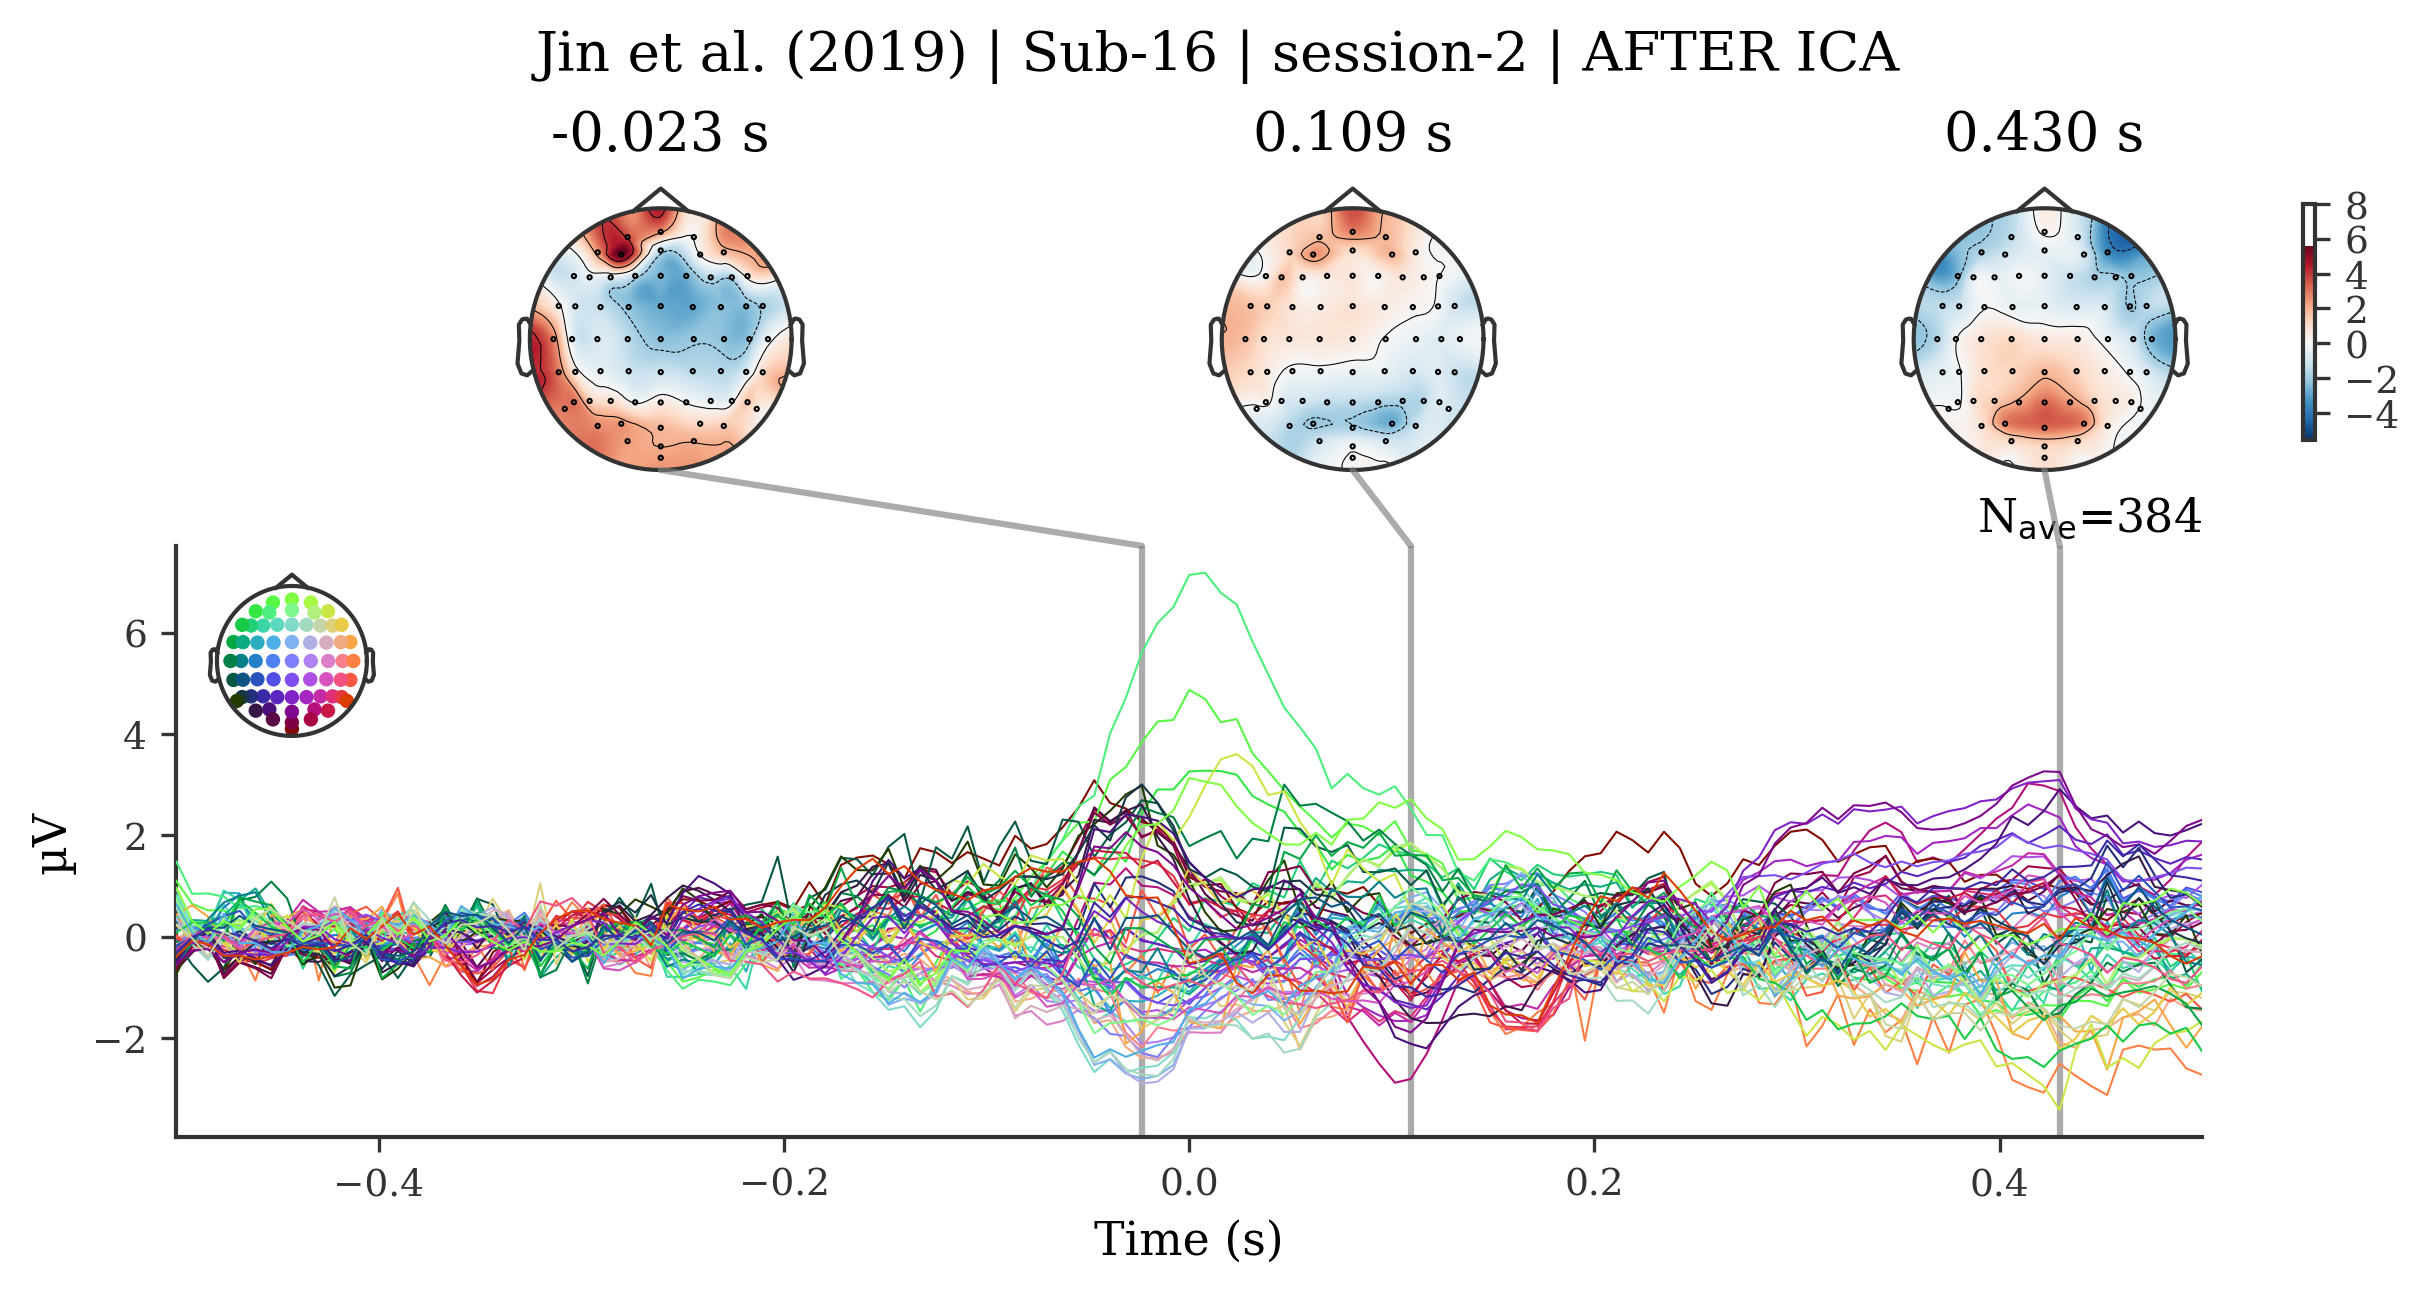 Jin et al. (2019) | Sub-16 | session-2 | AFTER ICA
-0.023 s
0.109 s
0.430 s
8
6
4
2
0
−2
−4
Nave=384
µV
6
4
2
0
−2
−0.4
−0.2
0.0
0.2
0.4
Time (s)